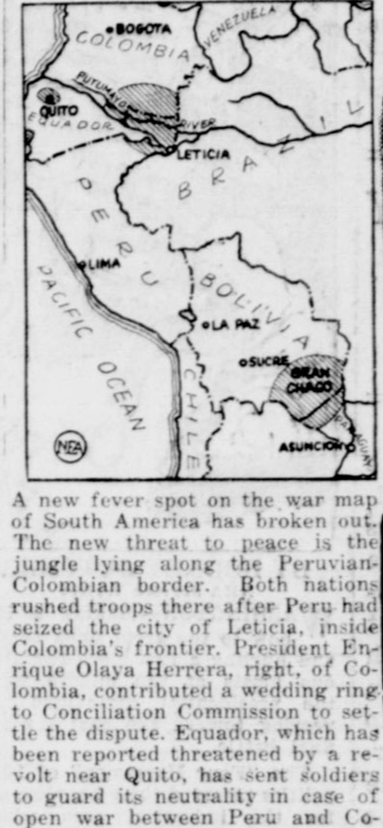 BOGOTA
COLOMBIA
VENEZUELA
PUTUMAYO
RIVER
QUITO
EQUADOR
LETICIA
BRAZIL
PERU
LIMA
BOLIVIA
LA PAZ
SUCRE
GRAN
CHACO
PACIFIC OCEAN
CHILE
PARAGUAY
ASUNCION
NEA
A new fever spot on the war map
of South America has broken out.
The new threat to peace is the
jungle lying along the Peruvian-
Colombian border. Both nations
rushed troops there after Peru had
seized the city of Leticia, inside
Colombia's frontier. President En-
rique Olaya Herrera, right, of Co-
lombia, contributed a wedding ring
to Conciliation Commission to set-
tle the dispute. Equador, which has
been reported threatened by a re-
volt near Quito, has sent soldiers
to guard its neutrality in case of
open war between Peru and Co-